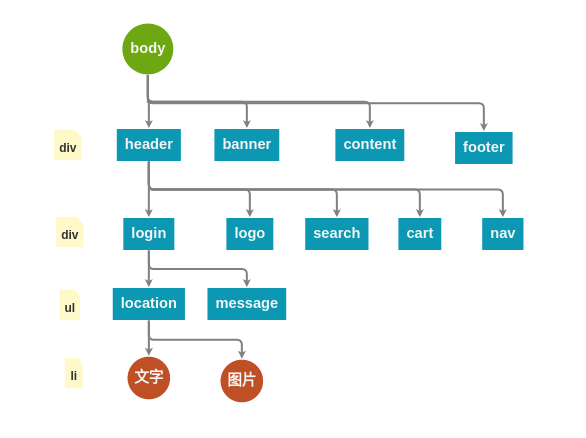 body
div
header
banner
content
footer
div
login
logo
search
cart
nav
ul
location
message
li
文字
图片